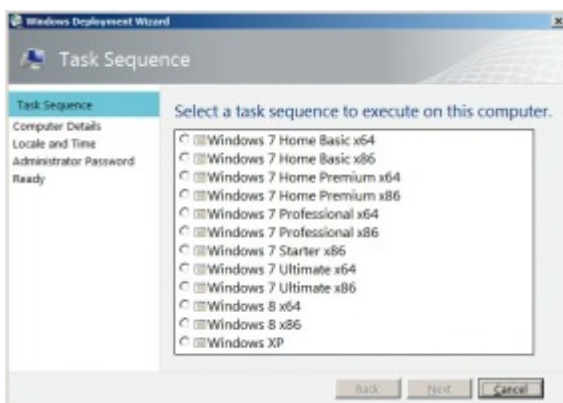 Windows Deployment Wizard
Task Sequence
Task Sequence
Computer Details
Locale and Time
Administrator Password
Ready
Select a task sequence to execute on this computer.
Windows 7 Home Basic x64
Windows 7 Home Basic x86
Windows 7 Home Premium x64
Windows 7 Home Premium x86
Windows 7 Professional x64
Windows 7 Professional x86
Windows 7 Starter x86
Windows 7 Ultimate x64
Windows 7 Ultimate x86
Windows 8 x64
Windows 8 x86
Windows XP
Back Next Cancel